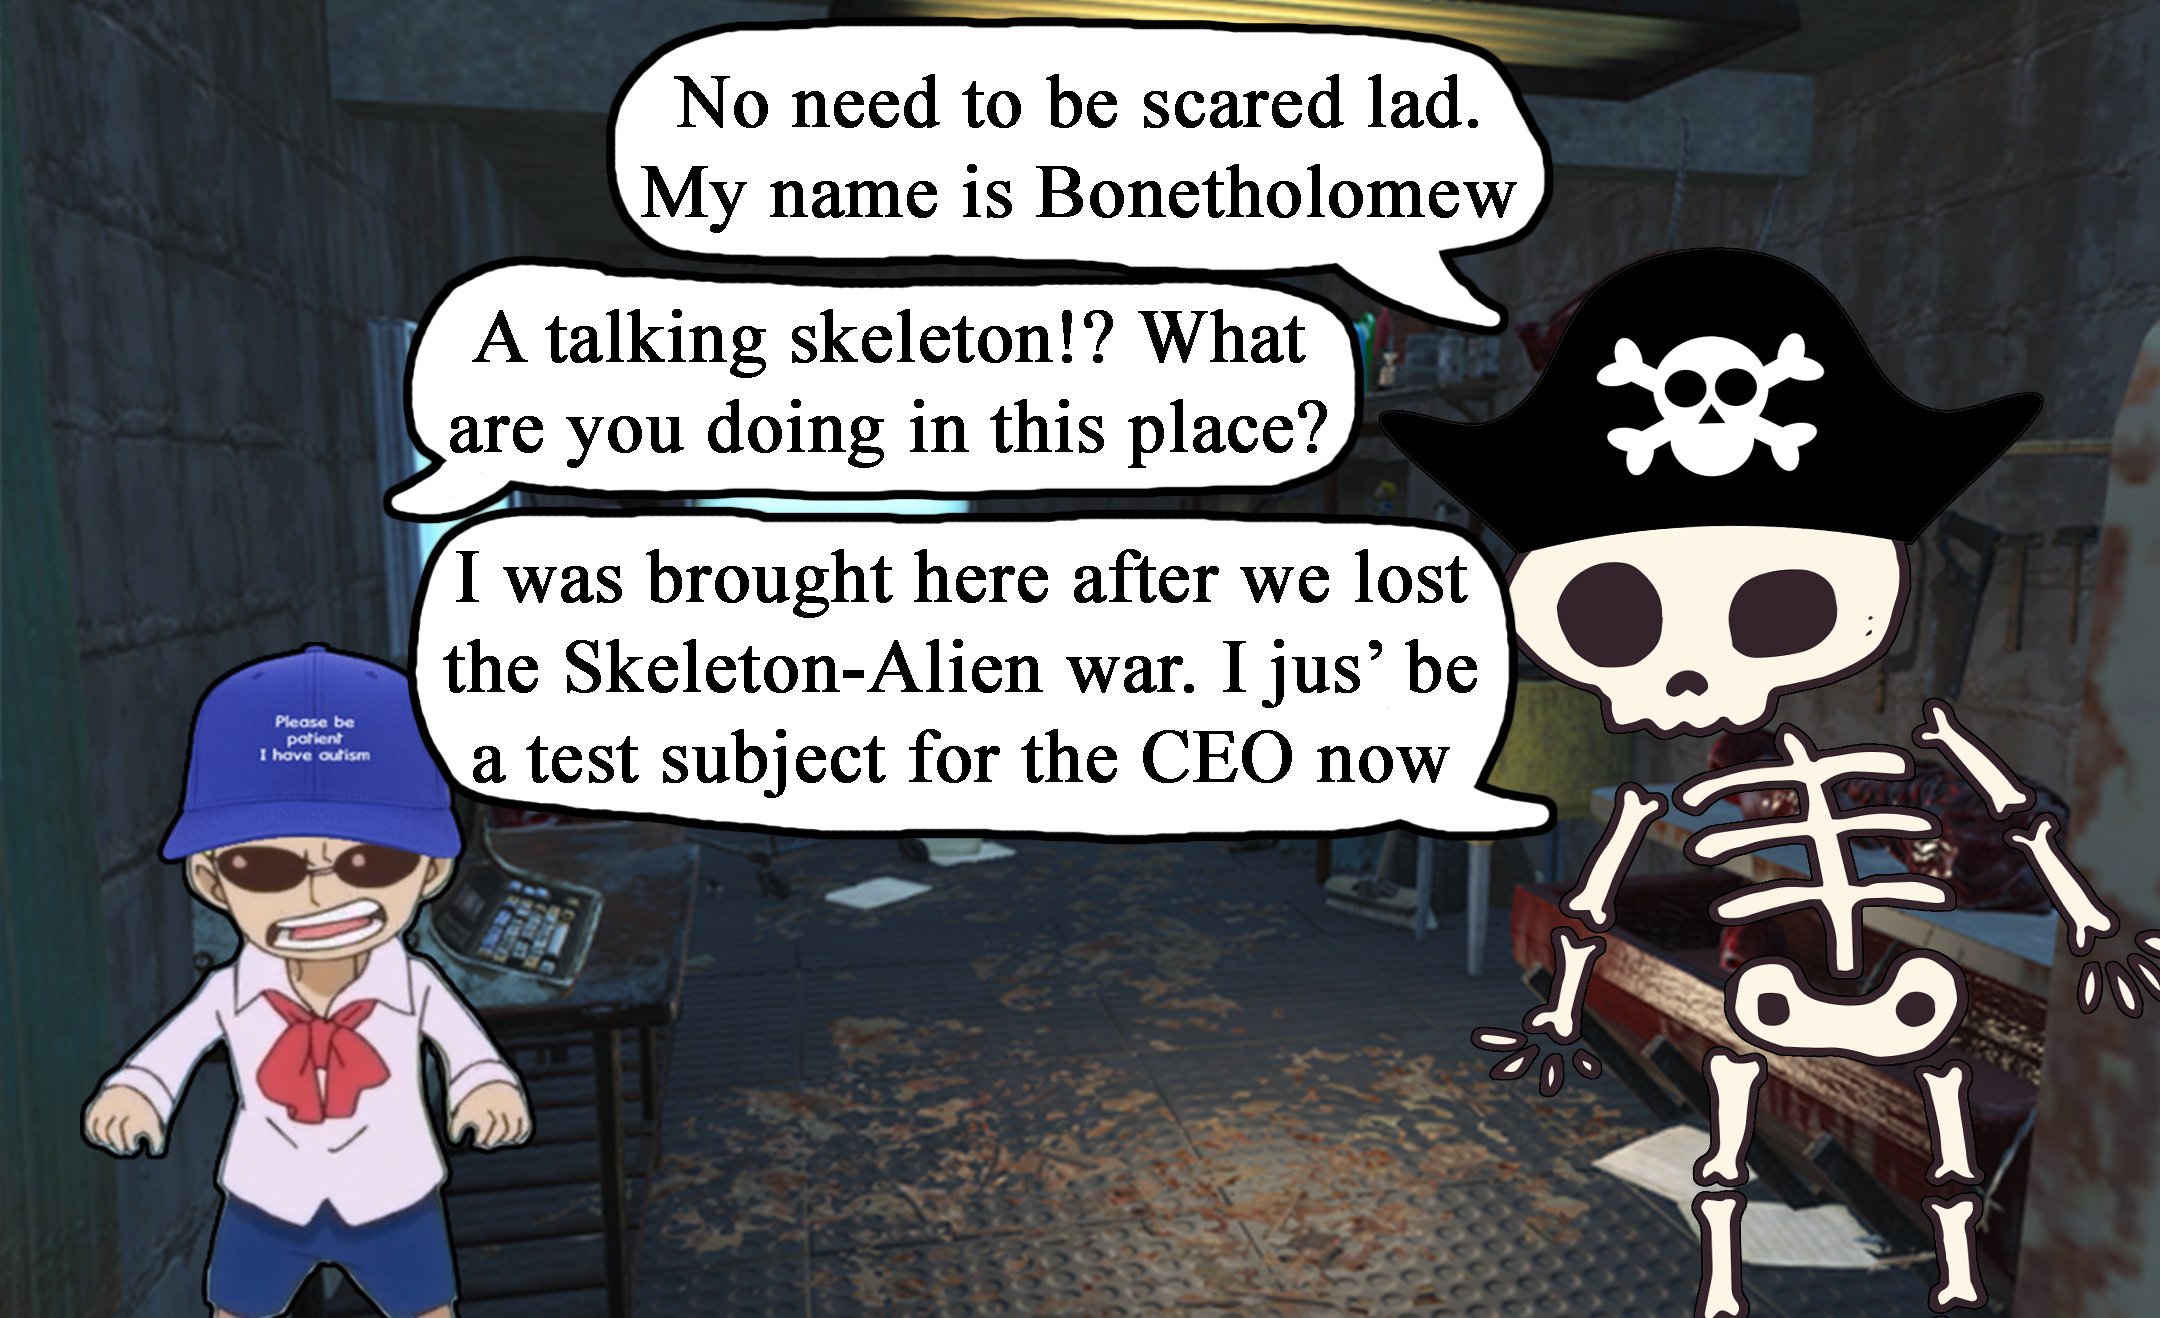 No need to be scared lad.
My name is Bonetholomew
A talking skeleton!? What
are you doing in this place?
I was brought here after we lost
the Skeleton-Alien war. I jus’ be
a test subject for the CEO now
Please be
patient
I have autism